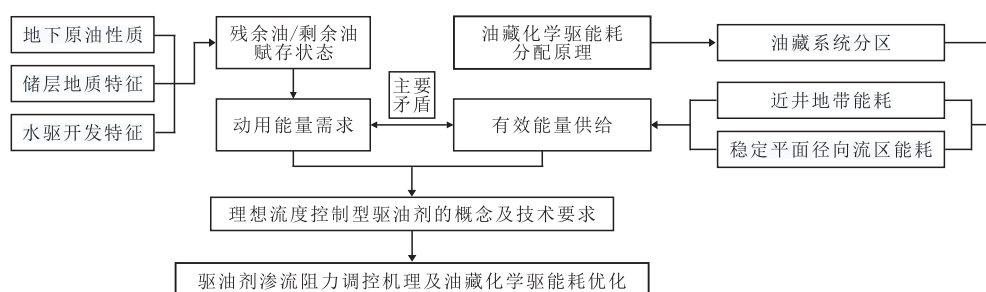 地下原油性质
储层地质特征
水驱开发特征
残余油/剩余油
赋存状态
油藏化学驱能耗
分配原理
油藏系统分区
主要
矛盾
动用能量需求
有效能量供给
近井地带能耗
稳定平面径向流区能耗
理想流度控制型驱油剂的概念及技术要求
驱油剂渗流阻力调控机理及油藏化学驱能耗优化